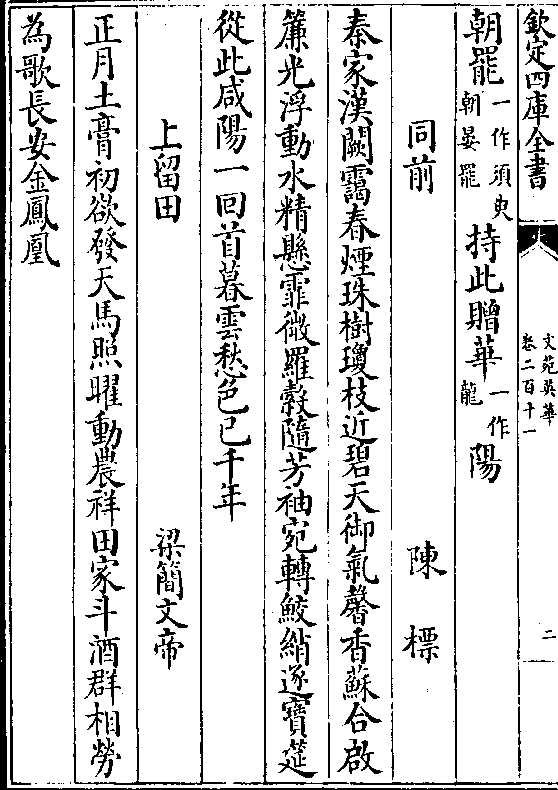 欽定四庫全書
文苑英華
卷二百十一
二
朝罷一作須臾朝晏罷持此贈華一作龍陽
同前 陳標
秦家漢闕靄春煙珠樹瓊枝近碧天御氣馨香蘇合啟
簾光浮動水精懸霏微羅縠隨芳袖宛轉鮫綃逐寶筵
從此咸陽一回首暮雲愁色已千年
上留田 梁簡文帝
正月土膏初欲發天馬照曜動農祥田家斗酒群相勞
為歌長安金鳳凰